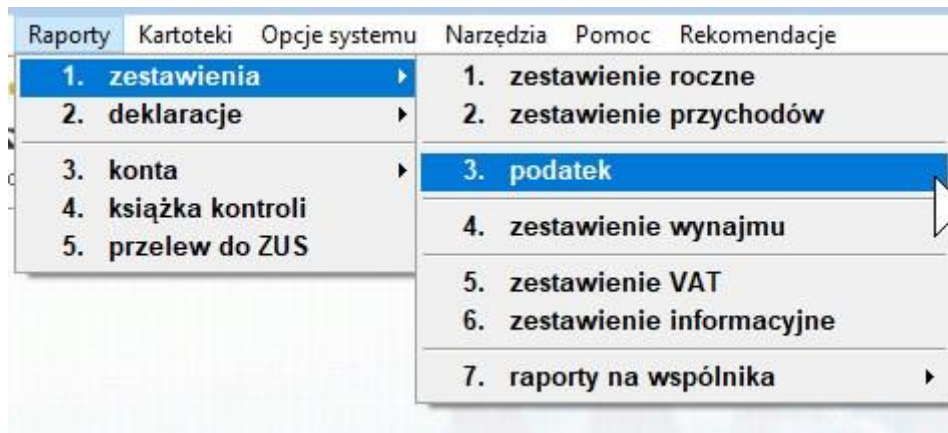 Raporty Kartoteki Opcje systemu Narzędzia Pomoc Rekomendacje
1. zestawienia
2. deklaracje
3. konta
4. książka kontroli
5. przelew do ZUS
1. zestawienie roczne
2. zestawienie przychodów
3. podatek
4. zestawienie wynajmu
5. zestawienie VAT
6. zestawienie informacyjne
7. raporty na wspólnika